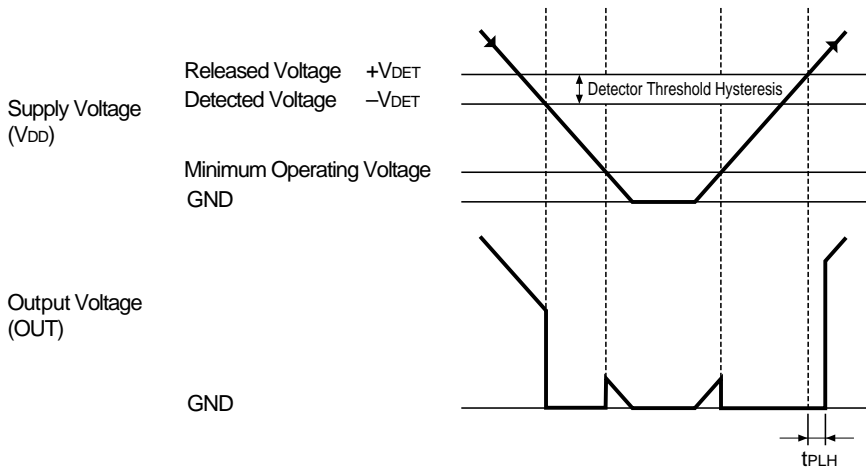 Released Voltage +VDET
Detector Threshold Hysteresis
Detected Voltage –VDET
Supply Voltage
(VDD)
Minimum Operating Voltage
GND
Output Voltage
(OUT)
GND
tPLH